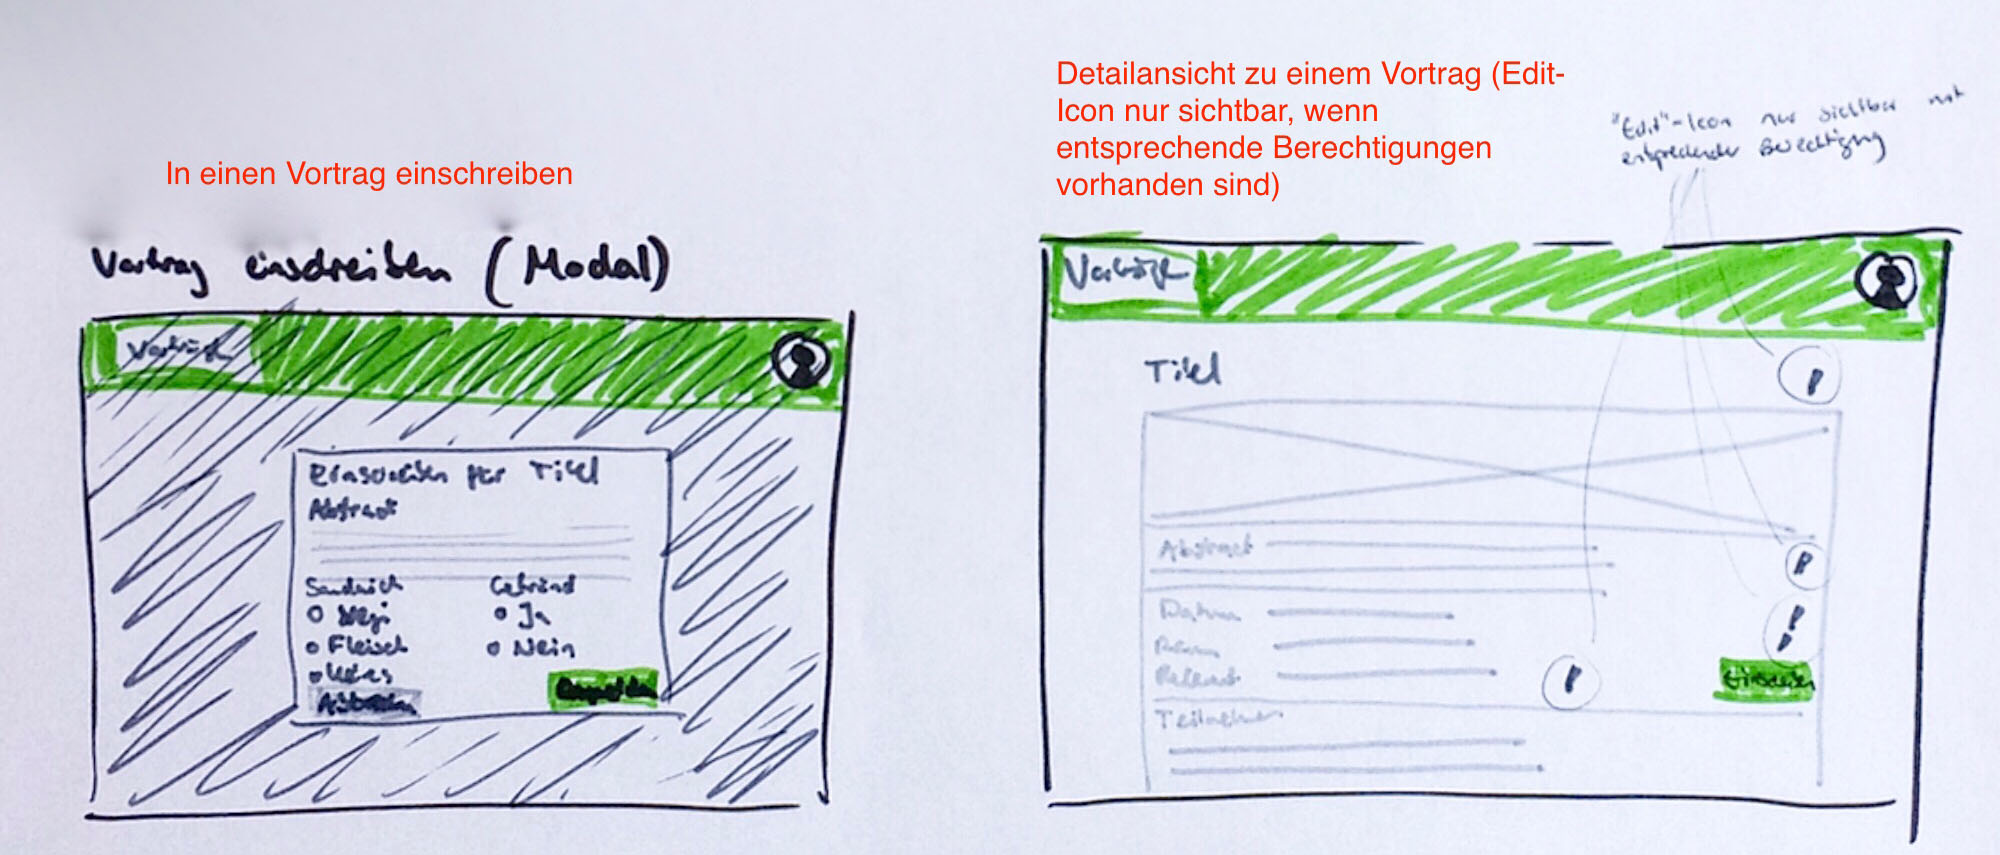 In einen Vortrag einschreiben
Vortrag einschreiben (Modal)
Vorträge
Einschreiben für Titel
Abstract
Sandwich
Vegi
Fleisch
Keines
Getränk
Ja
Nein
Abbrechen
Detailansicht zu einem Vortrag (Edit-
Icon nur sichtbar, wenn
entsprechende Berechtigungen
vorhanden sind)
"Edit"-Icon nur sichtbar mit
entsprechender Berechtigung
Vorträge
Titel
Abstract
Datum
Raum
Referent
Einschreiben
Teilnehmer